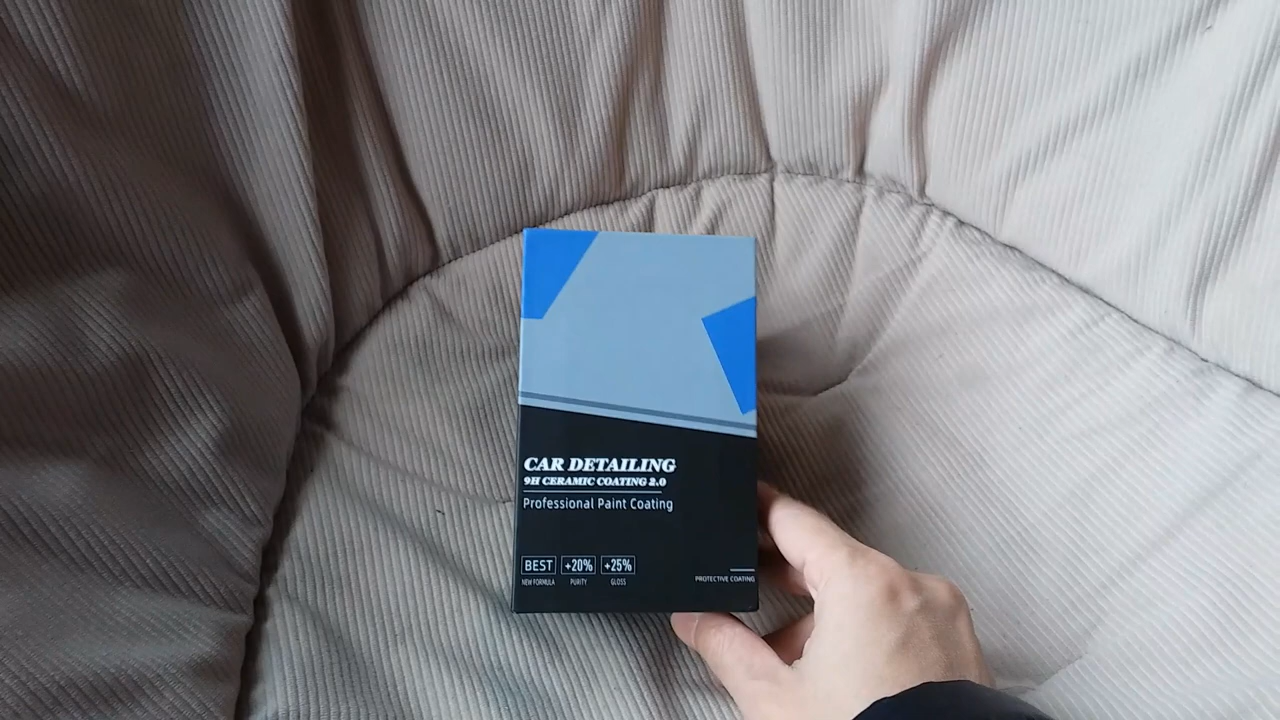 CAR DETAILING
9H CERAMIC COATING 2.0
Professional Paint Coating
BEST +20% +25%
NEW FORMULA PURITY GLOSS
PROTECTIVE COATING